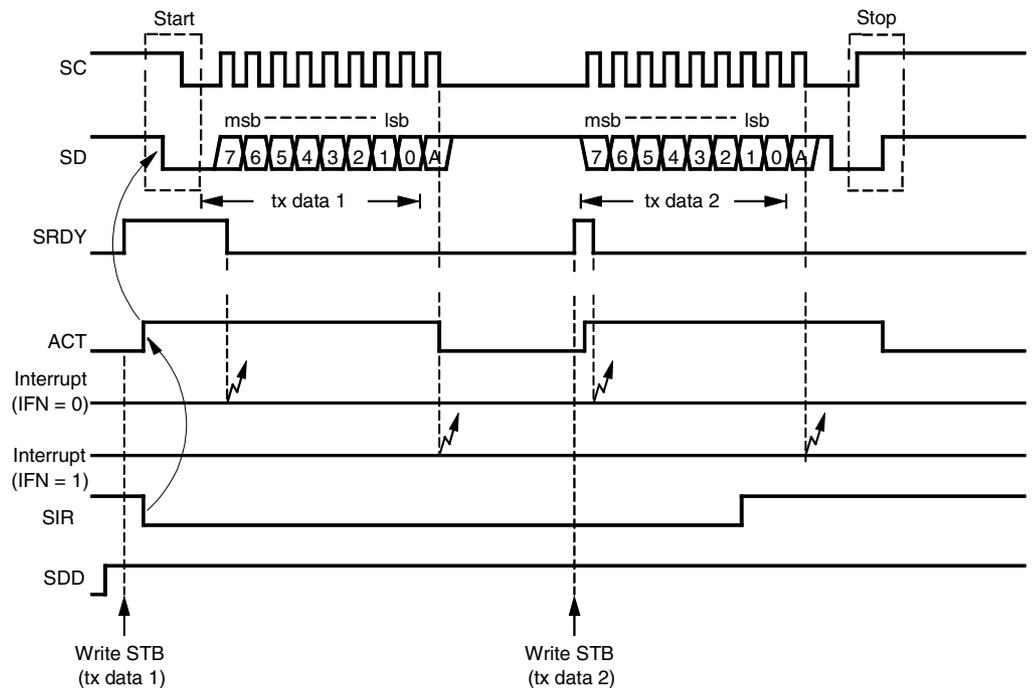 Start
Stop
SC
msb lsb
msb lsb
SD
7 6 5 4 3 2 1 0 A
7 6 5 4 3 2 1 0 A
tx data 1
tx data 2
SRDY
ACT
Interrupt
(IFN = 0)
Interrupt
(IFN = 1)
SIR
SDD
Write STB
(tx data 1)
Write STB
(tx data 2)